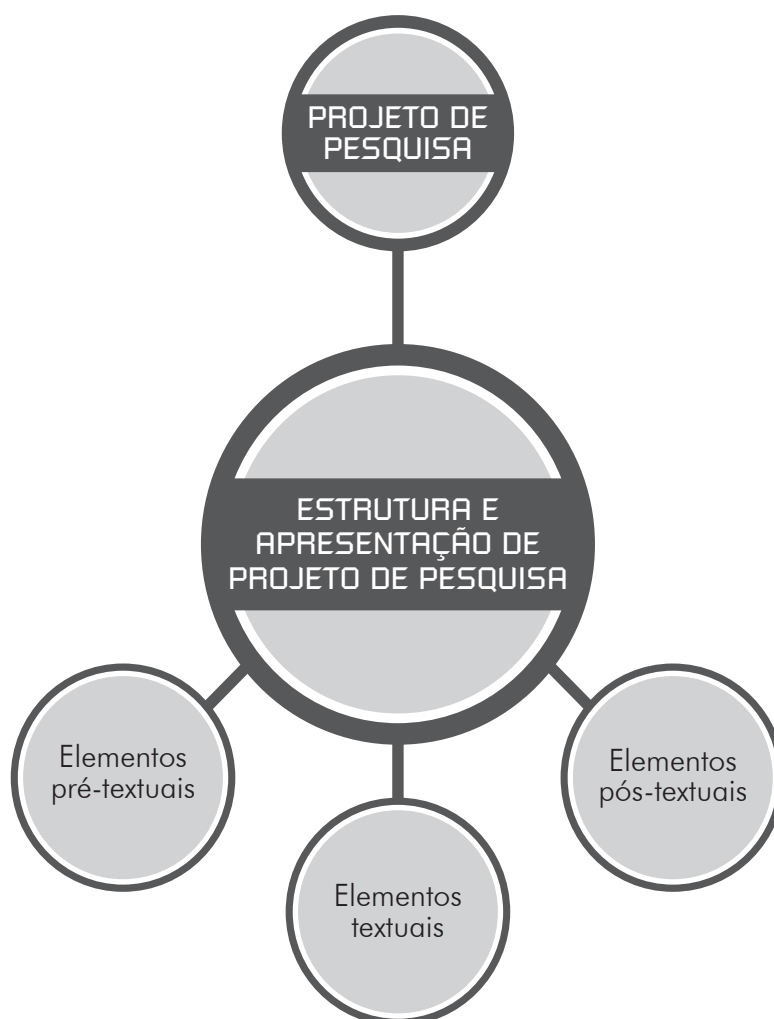 PROJETO DE
PESQUISA
ESTRUTURA E
APRESENTAÇÃO DE
PROJETO DE PESQUISA
Elementos
pré-textuais
Elementos
textuais
Elementos
pós-textuais